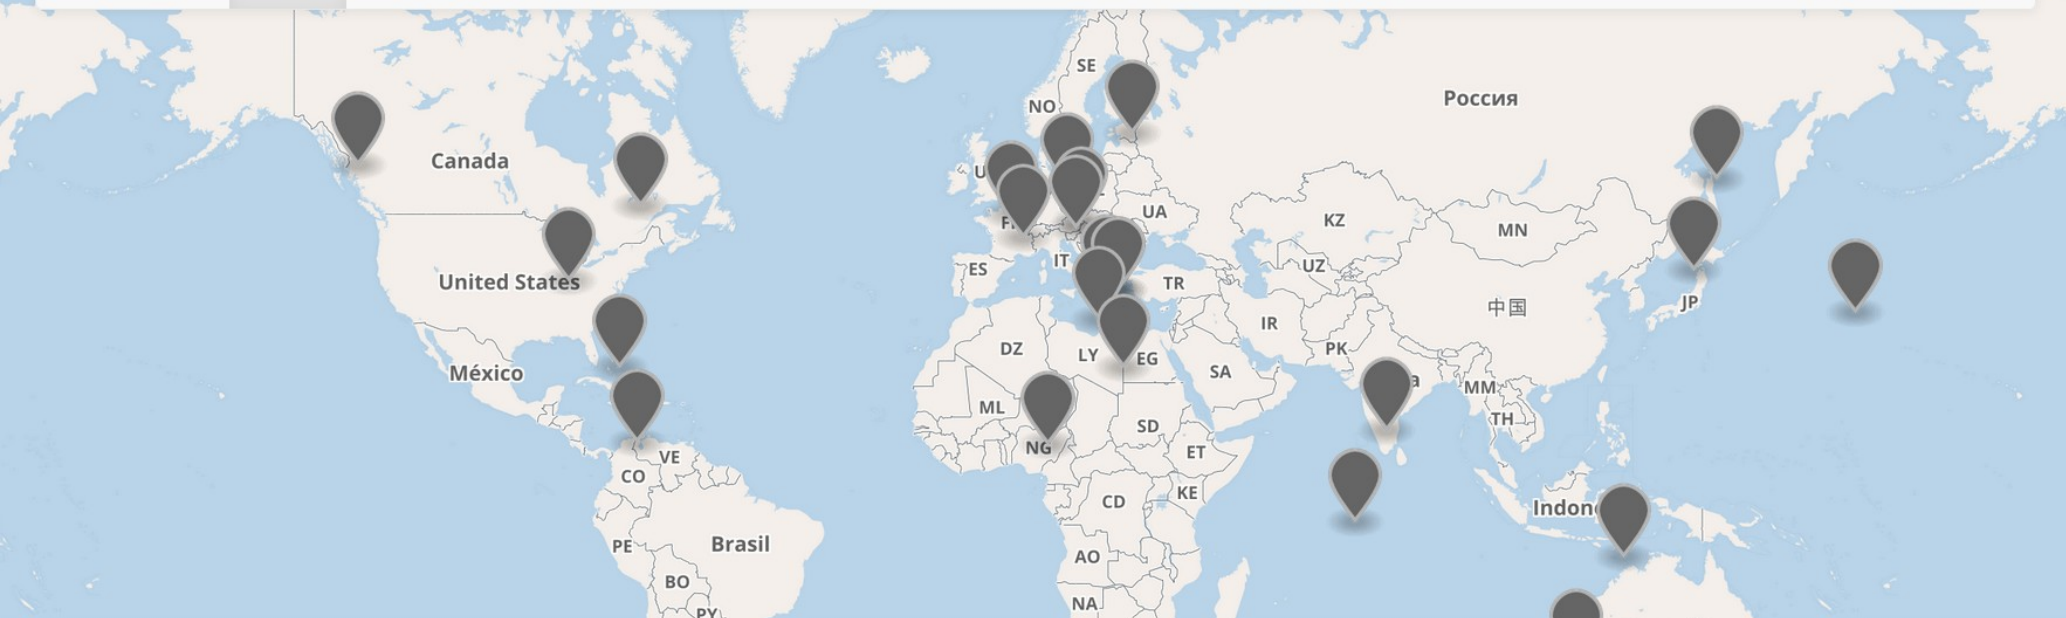 SE
Россия
NO
Canada
U
UA
KZ
MN
F
IT
ES
UZ
United States
TR
中国
JP
IR
DZ
PK
LY
EG
México
SA
a
MM
ML
TH
SD
NG
ET
VE
CO
KE
CD
Indon
Brasil
PE
AO
BO
NA
PY